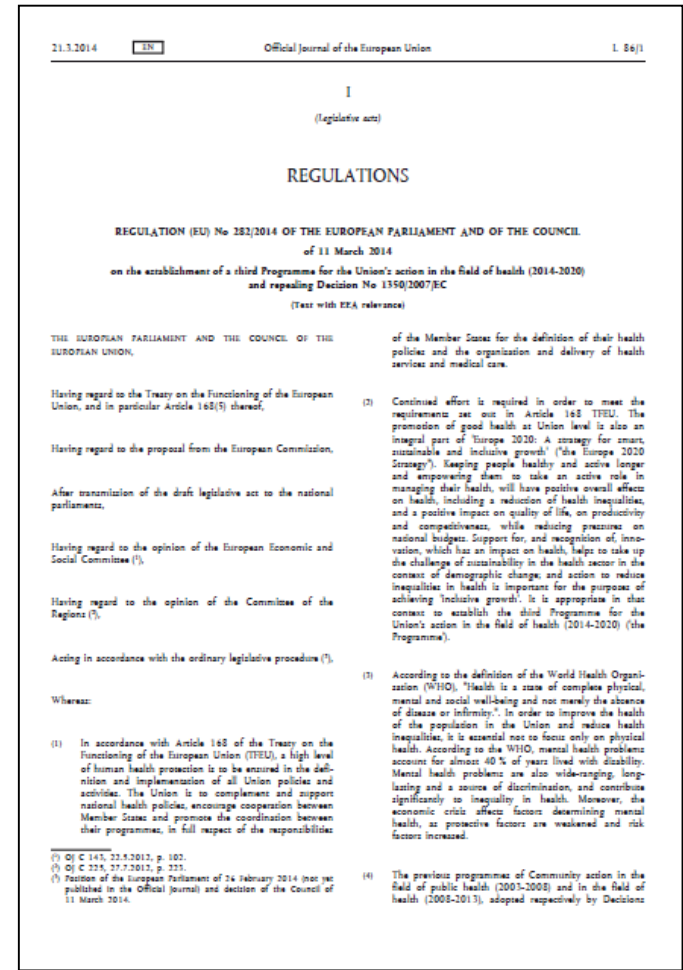 21.3.2014 EN Official Journal of the European Union L 86/1
I
(Legislative acts)
REGULATIONS
REGULATION (EU) No 282/2014 OF THE EUROPEAN PARLIAMENT AND OF THE COUNCIL
of 11 March 2014
on the establishment of a third Programme for the Union's action in the field of health (2014-2020)
and repealing Decision No 1350/2007/EC
(Text with EEA relevance)
THE EUROPEAN PARLIAMENT AND THE COUNCIL OF THE
EUROPEAN UNION,
Having regard to the Treaty on the Functioning of the European
Union, and in particular Article 168(5) thereof,
Having regard to the proposal from the European Commission,
After transmission of the draft legislative act to the national
parliaments,
Having regard to the opinion of the European Economic and
Social Committee (¹),
Having regard to the opinion of the Committee of the
Regions (²),
Acting in accordance with the ordinary legislative procedure (³),
Whereas:
(1) In accordance with Article 168 of the Treaty on the
Functioning of the European Union (TFEU), a high level
of human health protection is to be ensured in the defi-
nition and implementation of all Union policies and
activities. The Union is to complement and support
national health policies, encourage cooperation between
Member States and promote the coordination between
their programmes, in full respect of the responsibilities
(¹) OJ C 143, 22.5.2012, p. 102.
(²) OJ C 225, 27.7.2012, p. 223.
(³) Position of the European Parliament of 26 February 2014 (not yet
published in the Official Journal) and decision of the Council of
11 March 2014.
of the Member States for the definition of their health
policies and the organisation and delivery of health
services and medical care.
(2) Continued effort is required in order to meet the
requirements set out in Article 168 TFEU. The
promotion of good health at Union level is also an
integral part of 'Europe 2020: A strategy for smart,
sustainable and inclusive growth' ("the Europe 2020
Strategy"). Keeping people healthy and active longer
and empowering them to take an active role in
managing their health, will have positive overall effects
on health, including a reduction of health inequalities,
and a positive impact on quality of life, on productivity
and competitiveness, while reducing pressures on
national budgets. Support for, and recognition of, inno-
vation, which has an impact on health, helps to take up
the challenge of sustainability in the health sector in the
context of demographic change; and action to reduce
inequalities in health is important for the purposes of
achieving 'inclusive growth'. It is appropriate in that
context to establish the third Programme for the
Union's action in the field of health (2014-2020) ('the
Programme').
(3) According to the definition of the World Health Organi-
sation (WHO), "Health is a state of complete physical,
mental and social well-being and not merely the absence
of disease or infirmity.". In order to improve the health
of the population in the Union and reduce health
inequalities, it is essential not to focus only on physical
health. According to the WHO, mental health problems
account for almost 40 % of years lived with disability.
Mental health problems are also wide-ranging, long-
lasting and a source of discrimination, and contribute
significantly to inequality in health. Moreover, the
economic crisis affects factors determining mental
health, as protective factors are weakened and risk
factors increased.
(4) The previous programmes of Community action in the
field of public health (2003-2008) and in the field of
health (2008-2013), adopted respectively by Decisions